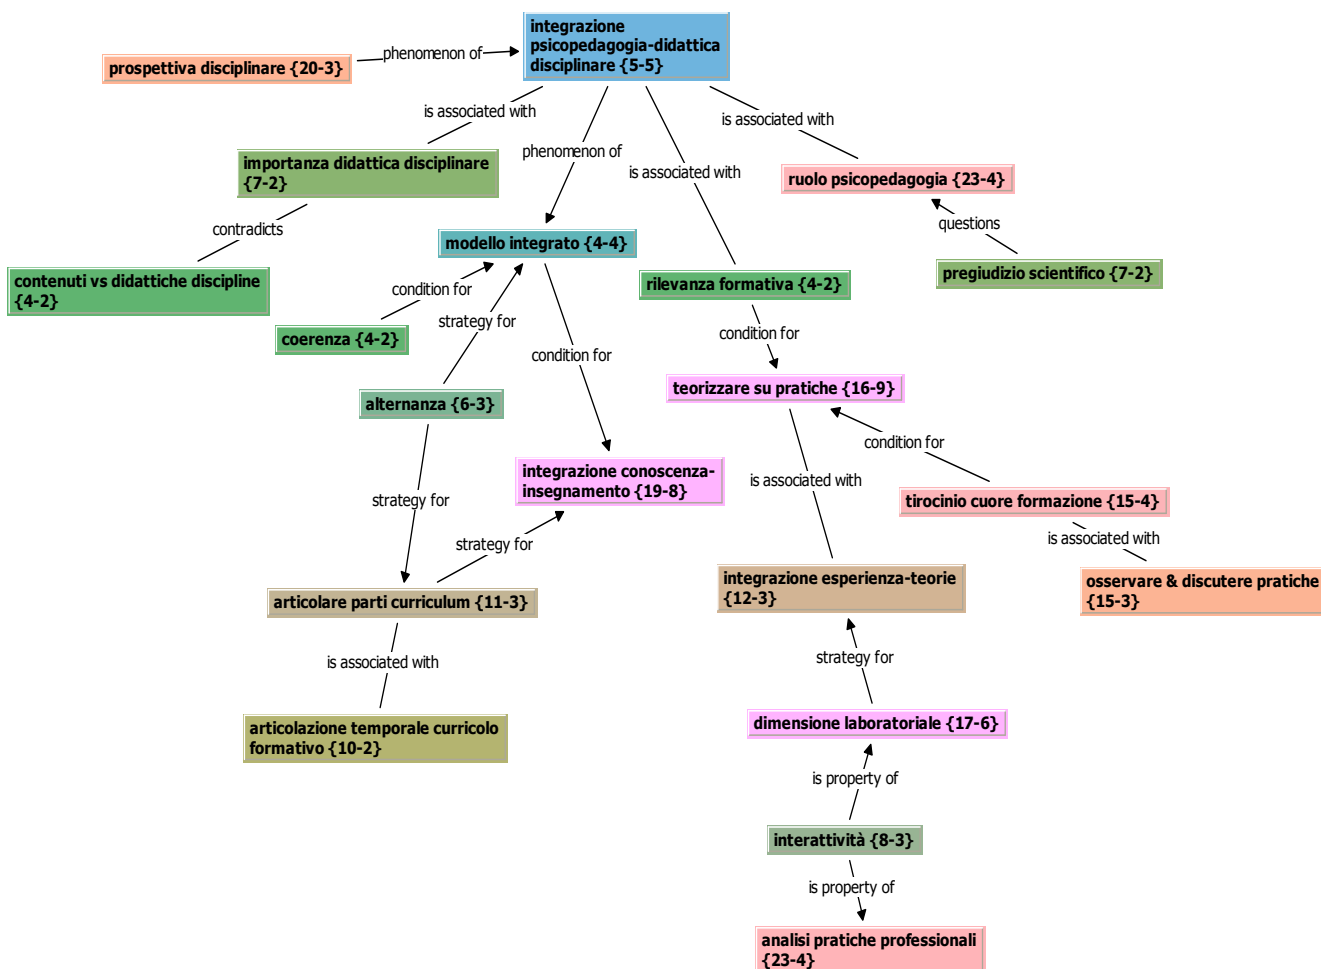 integrazione
psicopedagogia-didattica
disciplinare {5-5}
phenomenon of
prospettiva disciplinare {20-3}
is associated with
is associated with
phenomenon of
importanza didattica disciplinare
{7-2}
is associated with
ruolo psicopedagogia {23-4}
contradicts
questions
modello integrato {4-4}
contenuti vs didattiche discipline
{4-2}
pregiudizio scientifico {7-2}
rilevanza formativa {4-2}
condition for
strategy for
coerenza {4-2}
condition for
condition for
teorizzare su pratiche {16-9}
alternanza {6-3}
condition for
integrazione conoscenza-
insegnamento {19-8}
is associated with
strategy for
tirocinio cuore formazione {15-4}
strategy for
is associated with
integrazione esperienza-teorie
{12-3}
osservare & discutere pratiche
{15-3}
articolare parti curriculum {11-3}
is associated with
strategy for
articolazione temporale curricolo
formativo {10-2}
dimensione laboratoriale {17-6}
is property of
interattività {8-3}
is property of
analisi pratiche professionali
{23-4}